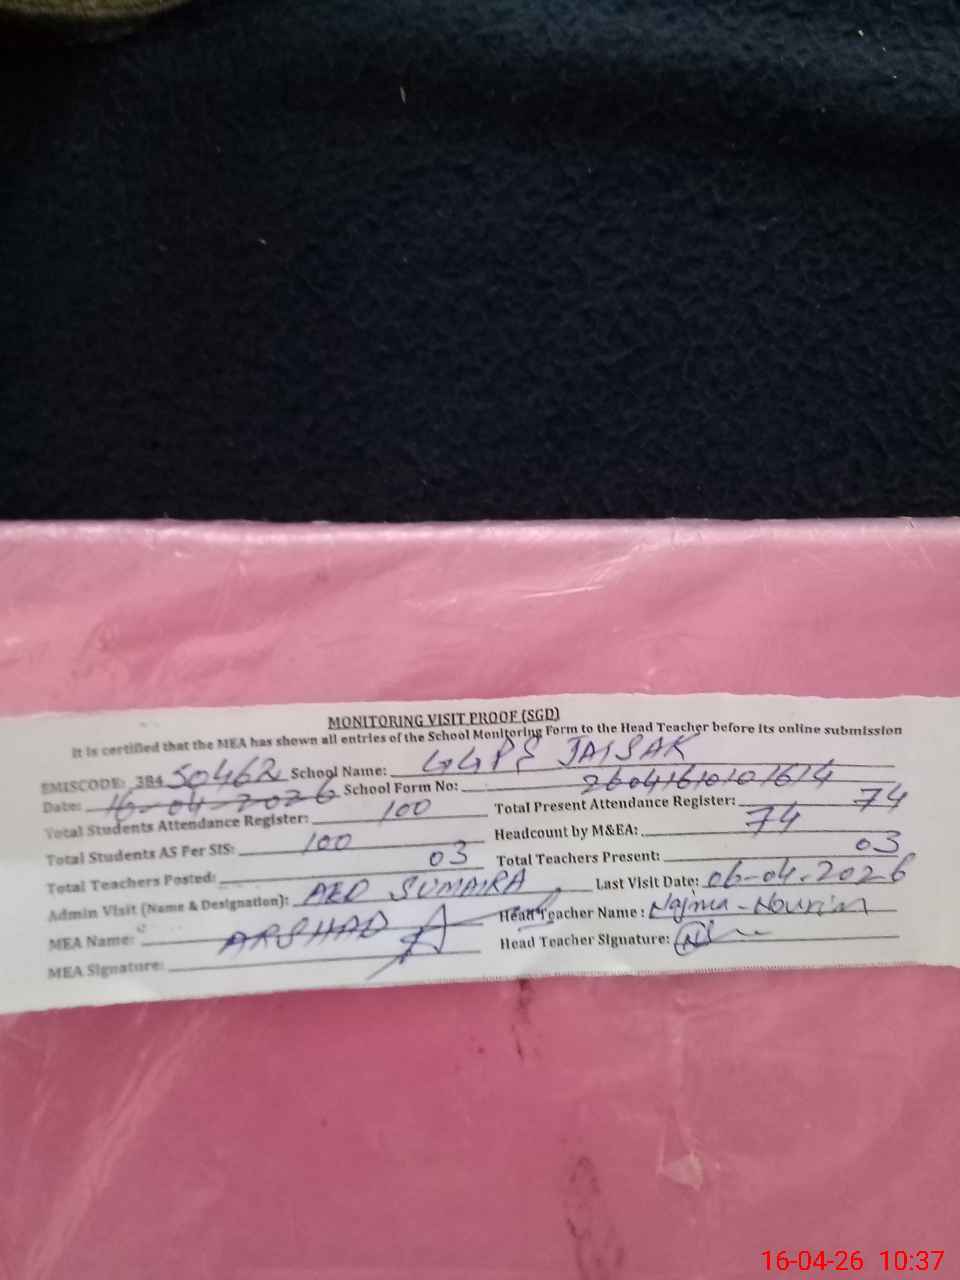 MONITORING VISIT PROOF (SGD)
It is certified that the MEA has shown all entries of the School Monitoring Form to the Head Teacher before its online submission
EMISCODE: 38450462 School Name: GGPS JAISAK
Date: 16-04-2026 School Form No:
Total Students Attendance Register: 100 Total Present Attendance Register: 74
Total Students AS Per SIS: 100 Headcount by M&EA: 74
Total Teachers Posted: 03 Total Teachers Present: 03
Admin Visit (Name & Designation): AEO SUMAIRA Last Visit Date: 06-04-2026
MEA Name: ARSHAD Head Teacher Name: Najma-Nourin
MEA Signature: Head Teacher Signature:
16-04-26 10:37